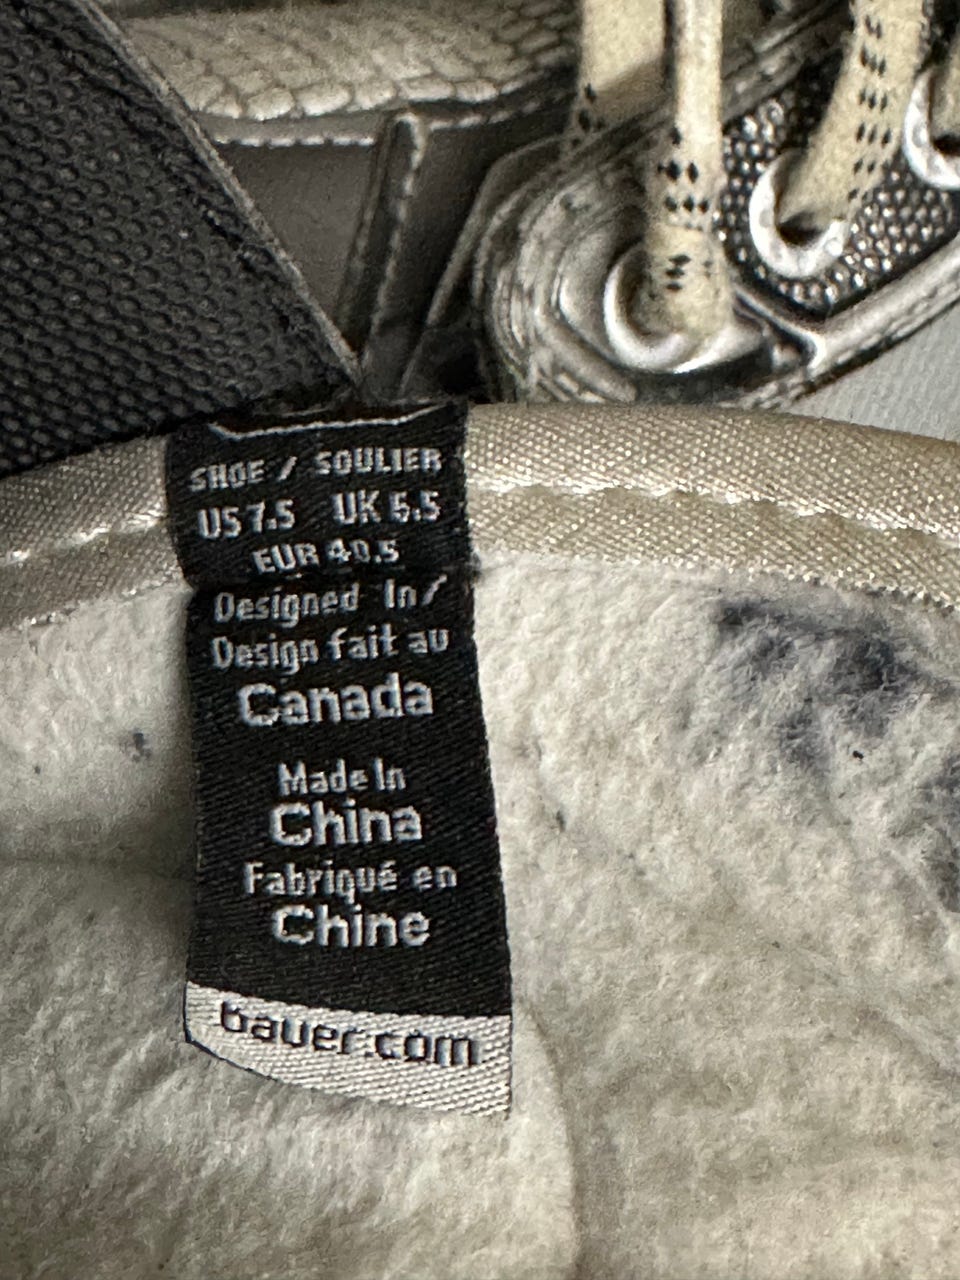 SHOE / SOULIER
US 7.5 UK 6.5
EUR 40.5
Designed In/
Design fait au
Canada
Made In
China
Fabriqué en
Chine
bauer.com